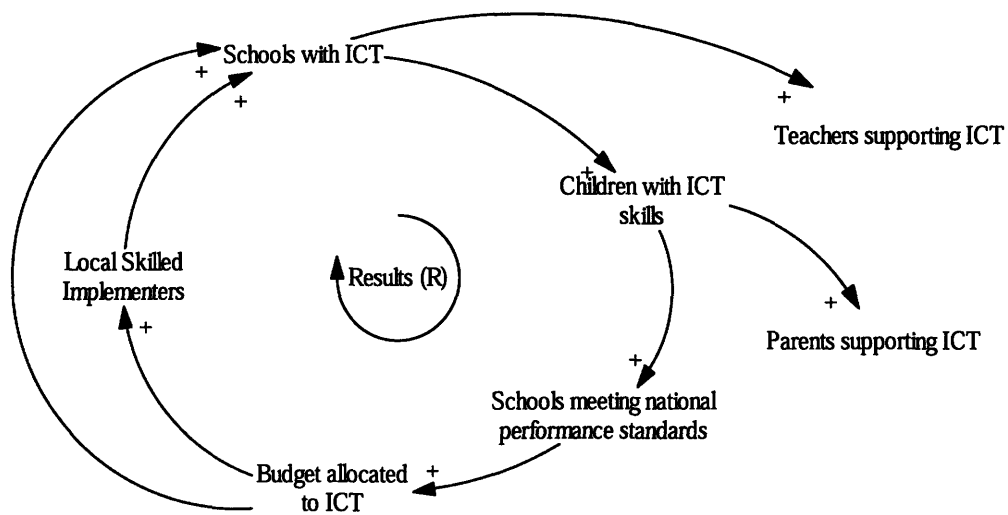 Schools with ICT
+
+
+
Teachers supporting ICT
+
Children with ICT
skills
Local Skilled
Implementers
+
Results (R)
+
Parents supporting ICT
+
Schools meeting national
performance standards
+
Budget allocated
to ICT